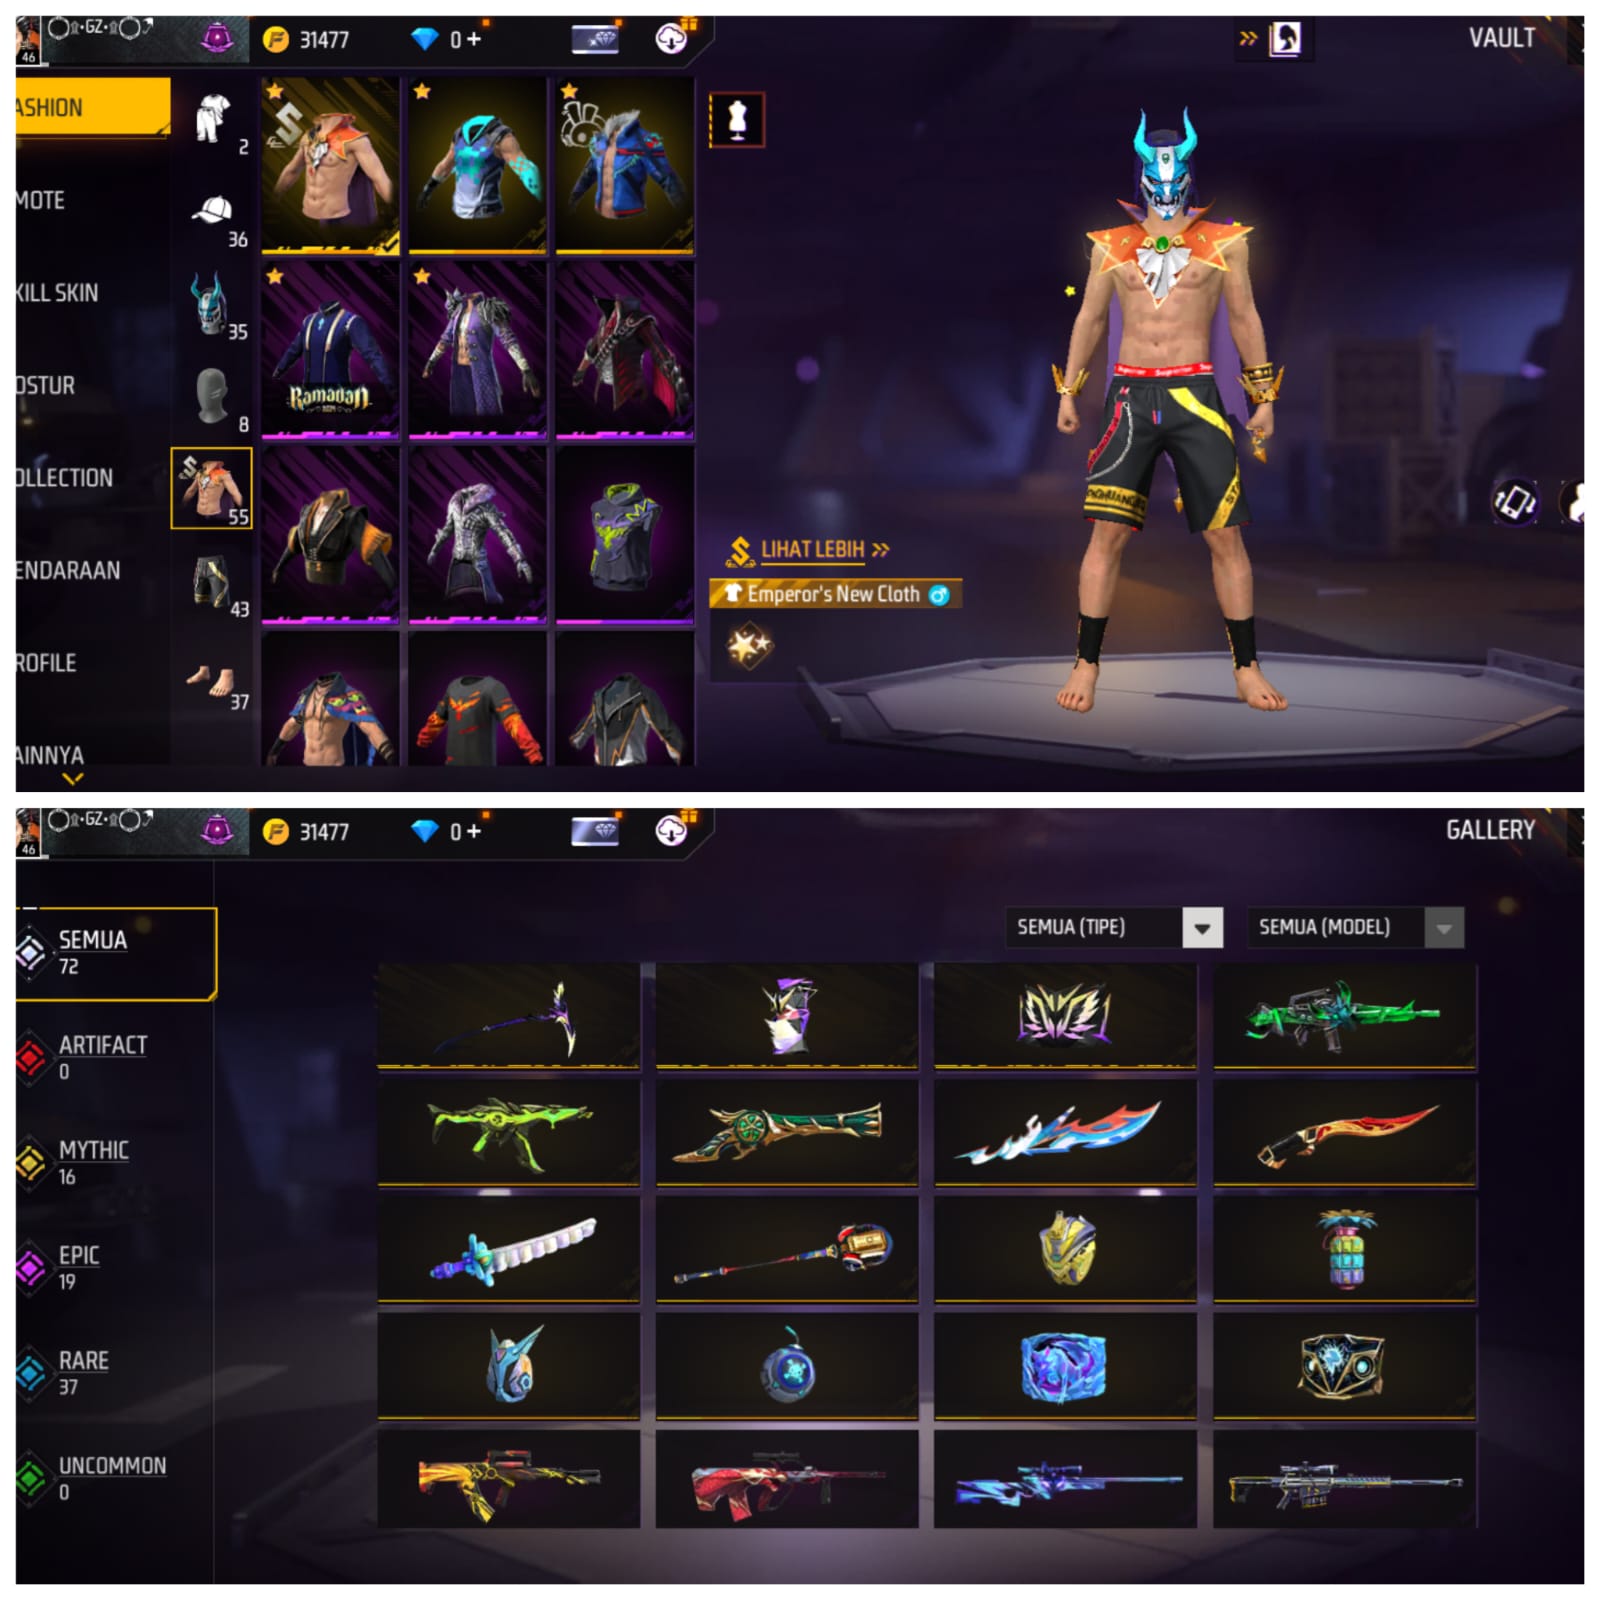 46
GZ
31477
0+
VAULT
ASHION
MOTE
KILL SKIN
OSTUR
OLLECTION
ENDARAAN
ROFILE
AINNYA
2
36
35
8
55
43
37
Ramadan
LIHAT LEBIH
Emperor's New Cloth
46
GZ
31477
0+
GALLERY
SEMUA
72
ARTIFACT
0
MYTHIC
16
EPIC
19
RARE
37
UNCOMMON
0
SEMUA (TIPE)
SEMUA (MODEL)